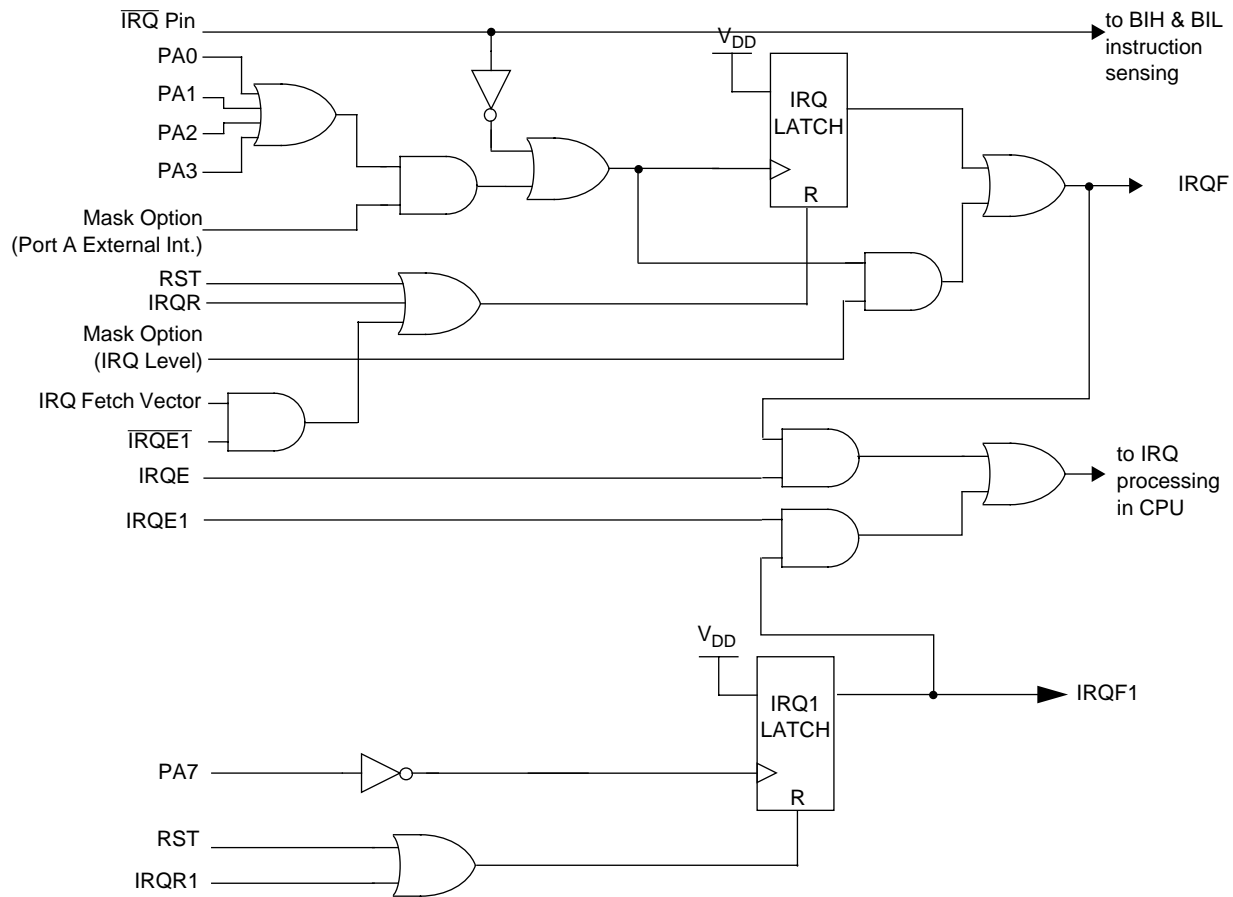 IRQ Pin
to BIH & BIL
instruction
sensing
PA0
PA1
PA2
PA3
VDD
IRQ
LATCH
R
IRQF
Mask Option
(Port A External Int.)
RST
IRQR
Mask Option
(IRQ Level)
IRQ Fetch Vector
IRQE1
IRQE
IRQE1
to IRQ
processing
in CPU
VDD
IRQ1
LATCH
R
IRQF1
PA7
RST
IRQR1